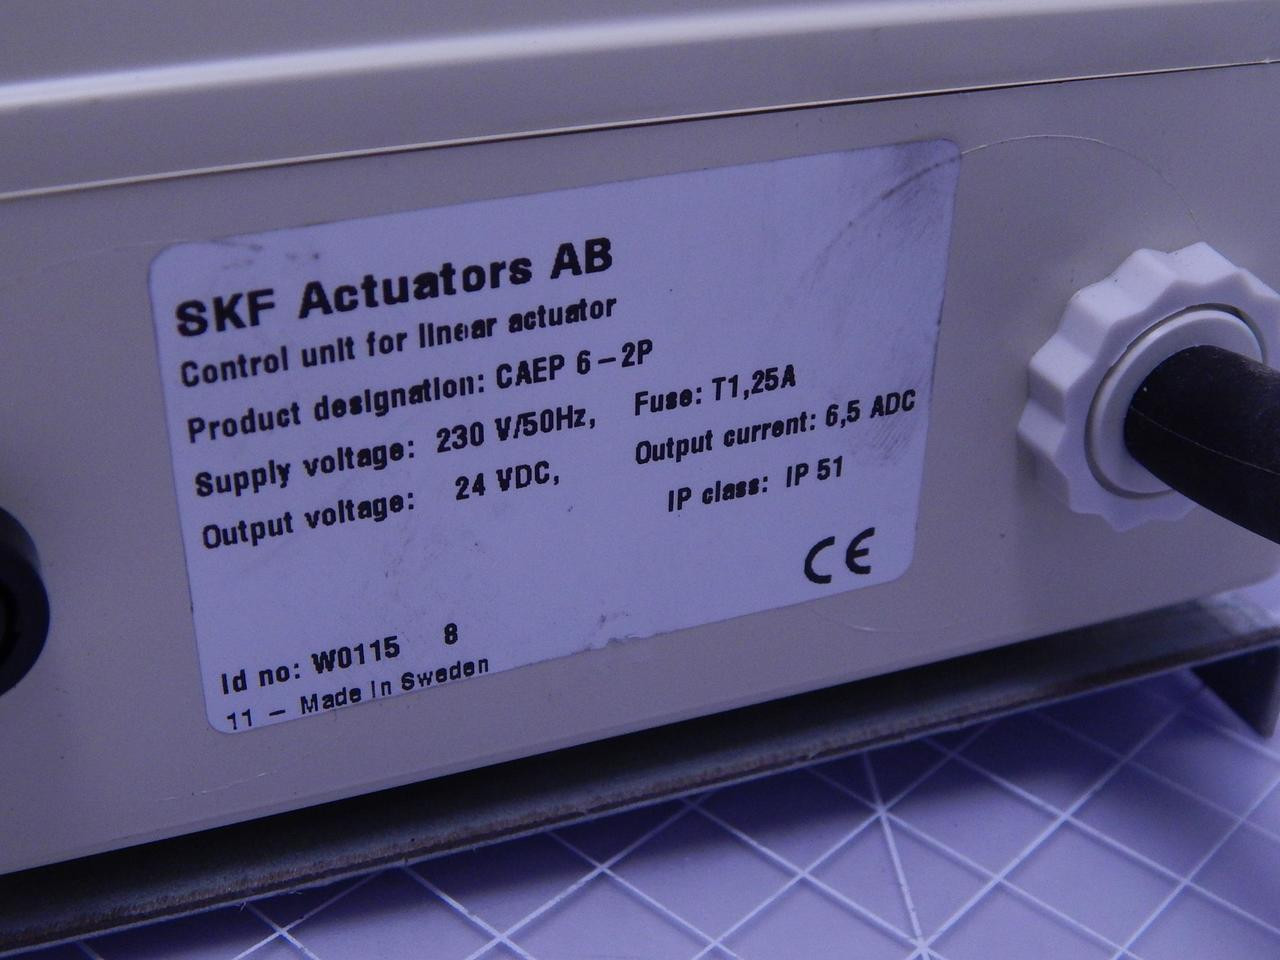 SKF Actuators AB
Control unit for linear actuator
Product designation: CAEP 6-2P
Supply voltage: 230 V/50Hz, Fuse: T1,25A
Output voltage: 24 VDC, Output current: 6,5 ADC
IP class: IP 51
CE
Id no: W0115 8
11 - Made in Sweden